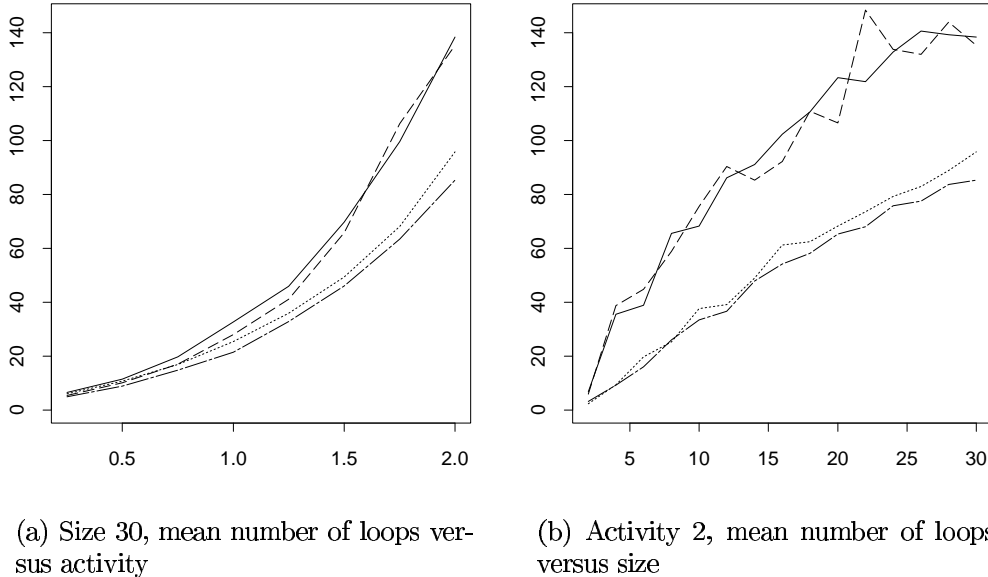 0 20 40 60 80 100 120 140
0.5 1.0 1.5 2.0
0 20 40 60 80 100 120 140
5 10 15 20 25 30
(a) Size 30, mean number of loops ver-
sus activity
(b) Activity 2, mean number of loops
versus size